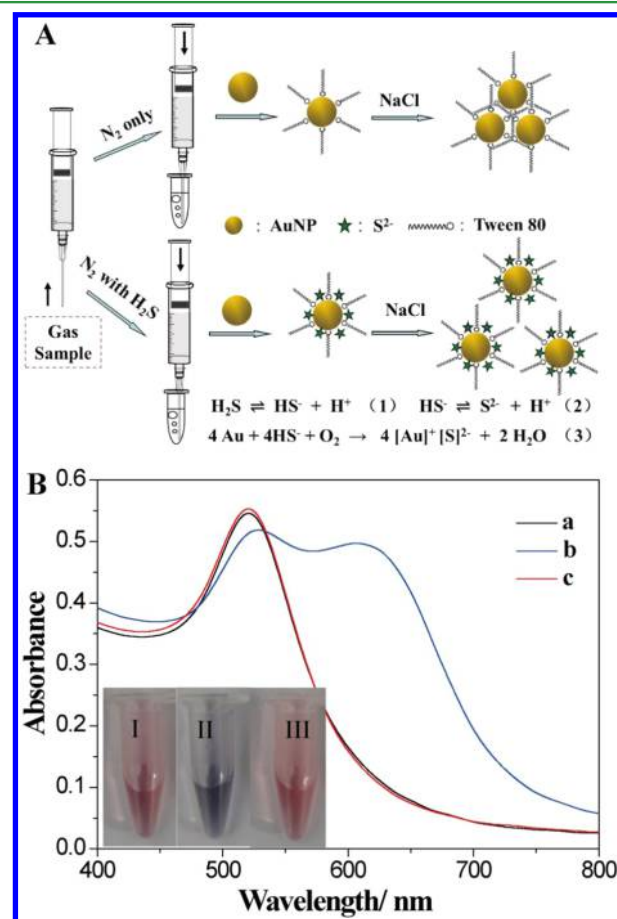 A
N₂ only
NaCl
: AuNP : S²⁻ : Tween 80
N₂ with H₂S
NaCl
Gas
Sample
H₂S ⇌ HS⁻ + H⁺ (1) HS⁻ ⇌ S²⁻ + H⁺ (2)
4 Au + 4HS⁻ + O₂ → 4 [Au]⁺ [S]²⁻ + 2 H₂O (3)
B
0.6
0.5
0.4
0.3
0.2
0.1
0.0
Absorbance
a
b
c
I II III
400 500 600 700 800
Wavelength/ nm